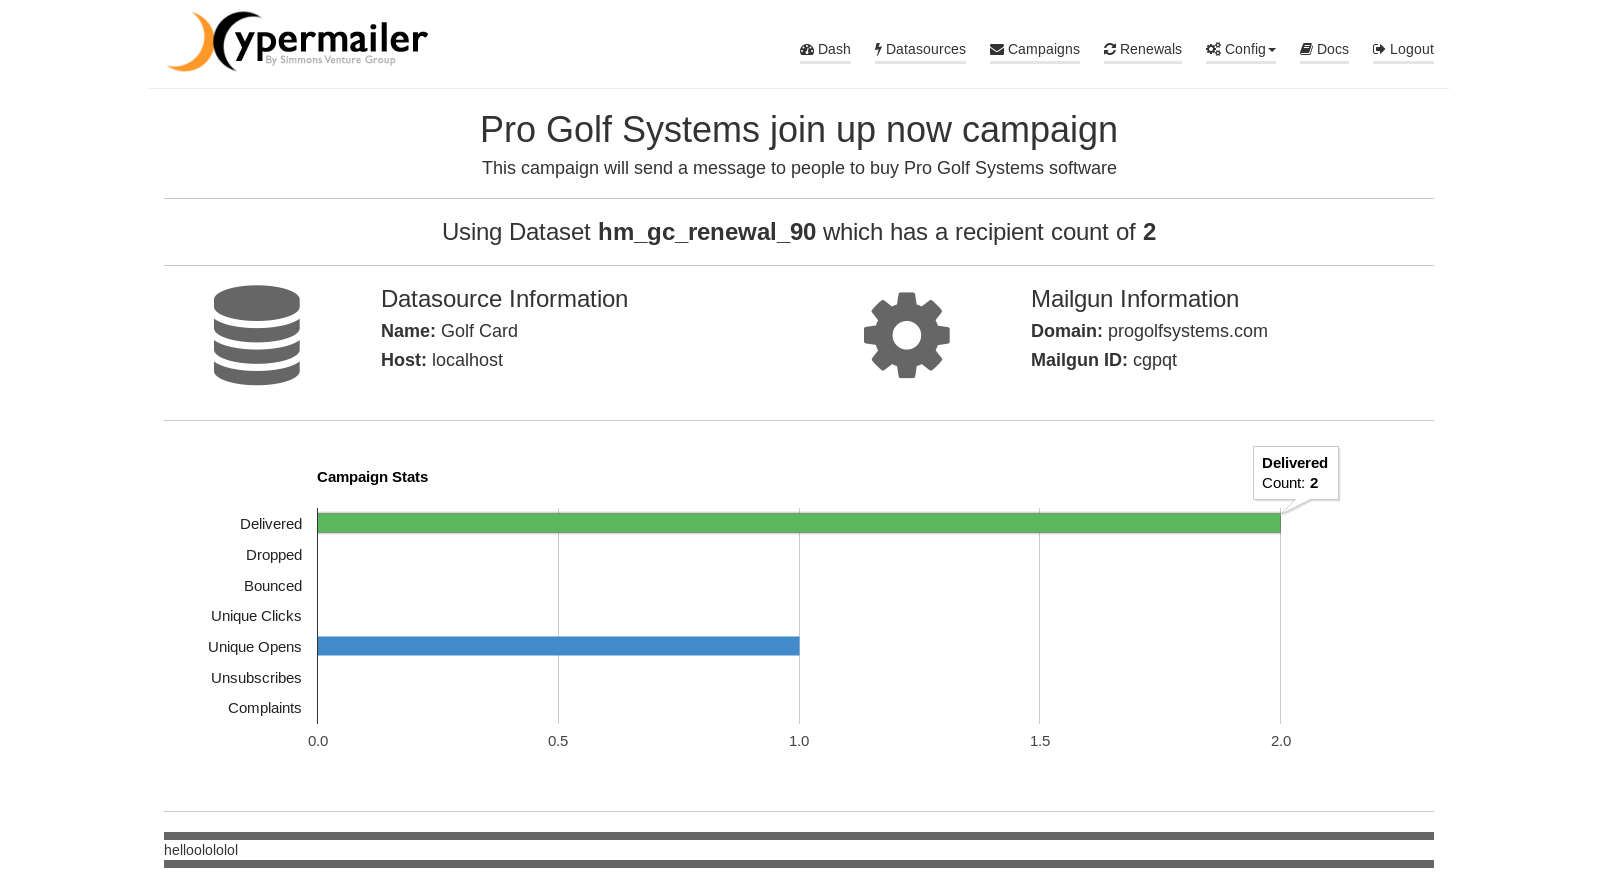 ypermailer
By Simmons Venture Group
Dash Datasources Campaigns Renewals Config Docs Logout
Pro Golf Systems join up now campaign
This campaign will send a message to people to buy Pro Golf Systems software
Using Dataset hm_gc_renewal_90 which has a recipient count of 2
Datasource Information
Name: Golf Card
Host: localhost
Mailgun Information
Domain: progolfsystems.com
Mailgun ID: cgpqt
Campaign Stats
Delivered
Count: 2
Delivered
Dropped
Bounced
Unique Clicks
Unique Opens
Unsubscribes
Complaints
0.0 0.5 1.0 1.5 2.0
helloolololol